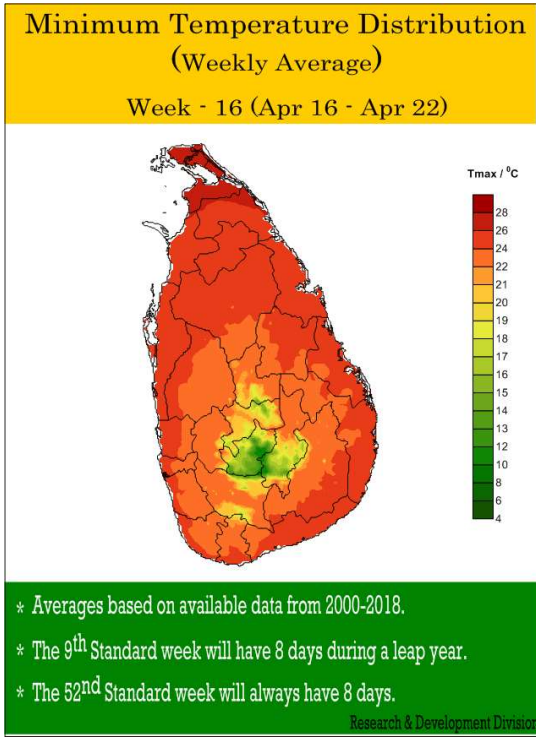 Minimum Temperature Distribution
(Weekly Average)
Week - 16 (Apr 16 - Apr 22)
Tmax / ⁰C
28
26
24
22
21
20
19
18
17
16
15
14
13
12
10
8
6
4
* Averages based on available data from 2000-2018.
* The 9th Standard week will have 8 days during a leap year.
* The 52nd Standard week will always have 8 days.
Research & Development Division